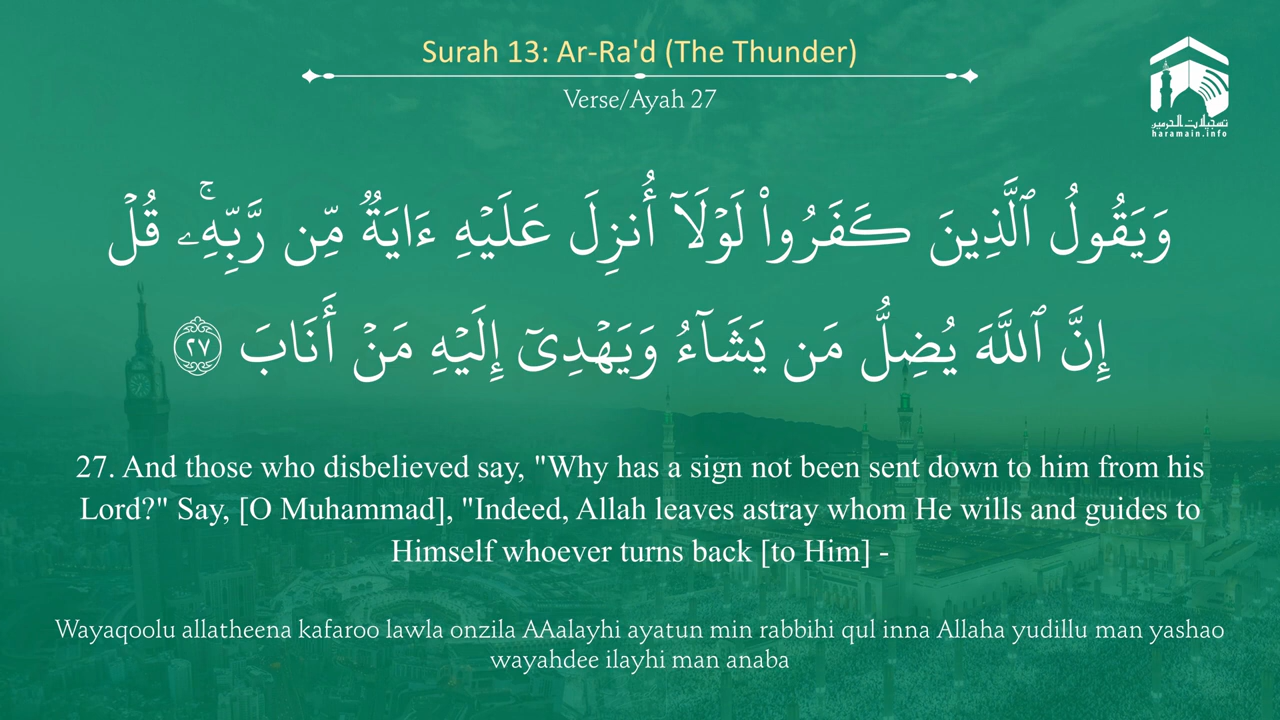 Surah 13: Ar-Ra'd (The Thunder)
Verse/Ayah 27
تسجيلات الحرمين
haramain.info
وَيَقُولُ ٱلَّذِينَ كَفَرُوا۟ لَوْلَآ أُنزِلَ عَلَيْهِ ءَايَةٌۭ مِّن رَّبِّهِۦ ۗ قُلْ
إِنَّ ٱللَّهَ يُضِلُّ مَن يَشَآءُ وَيَهْدِىٓ إِلَيْهِ مَنْ أَنَابَ ٢٧
27. And those who disbelieved say, "Why has a sign not been sent down to him from his
Lord?" Say, [O Muhammad], "Indeed, Allah leaves astray whom He wills and guides to
Himself whoever turns back [to Him] -
Wayaqoolu allatheena kafaroo lawla onzila AAalayhi ayatun min rabbihi qul inna Allaha yudillu man yashao
wayahdee ilayhi man anaba